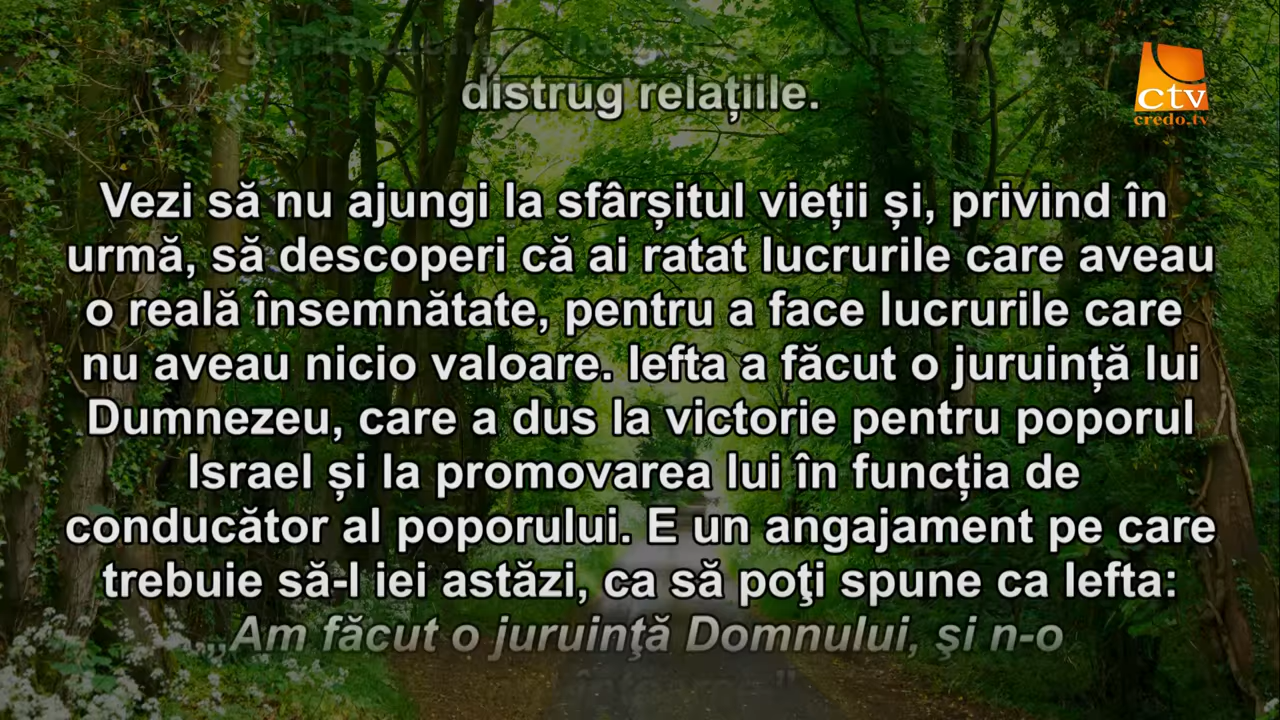 distrug relațiile.
Vezi să nu ajungi la sfârșitul vieții și, privind în
urmă, să descoperi că ai ratat lucrurile care aveau
o reală însemnătate, pentru a face lucrurile care
nu aveau nicio valoare. Iefta a făcut o juruință lui
Dumnezeu, care a dus la victorie pentru poporul
Israel și la promovarea lui în funcția de
conducător al poporului. E un angajament pe care
trebuie să-l iei astăzi, ca să poţi spune ca Iefta:
„Am făcut o juruinţă Domnului, şi n-o
ctv
credo.tv